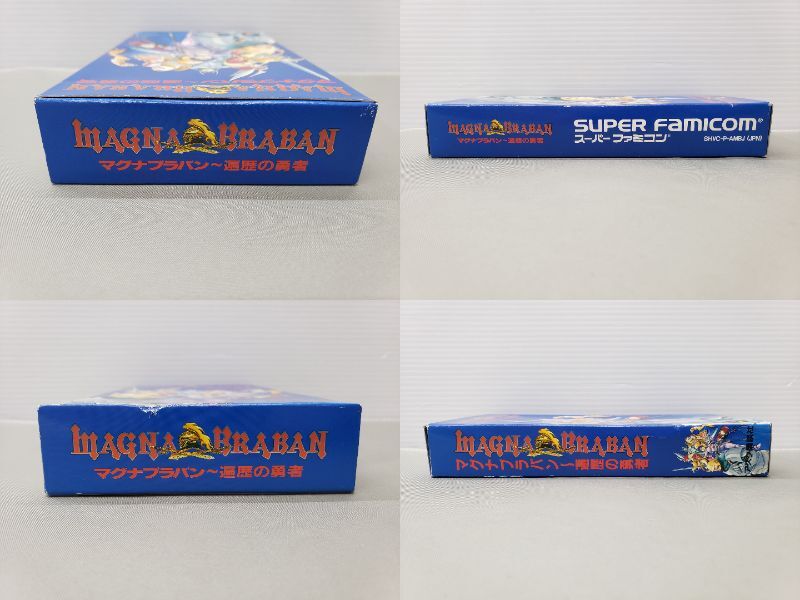 MAGNA BRABAN
マグナブラバン〜遍歴の勇者
MAGNA BRABAN
マグナブラバン〜遍歴の勇者
SUPER FAMICOM®
スーパーファミコン®
SHVC-P-AMBJ (JPN)
MAGNA BRABAN
マグナブラバン〜遍歴の勇者
MAGNA BRABAN
マグナブラバン〜遍歴の勇者